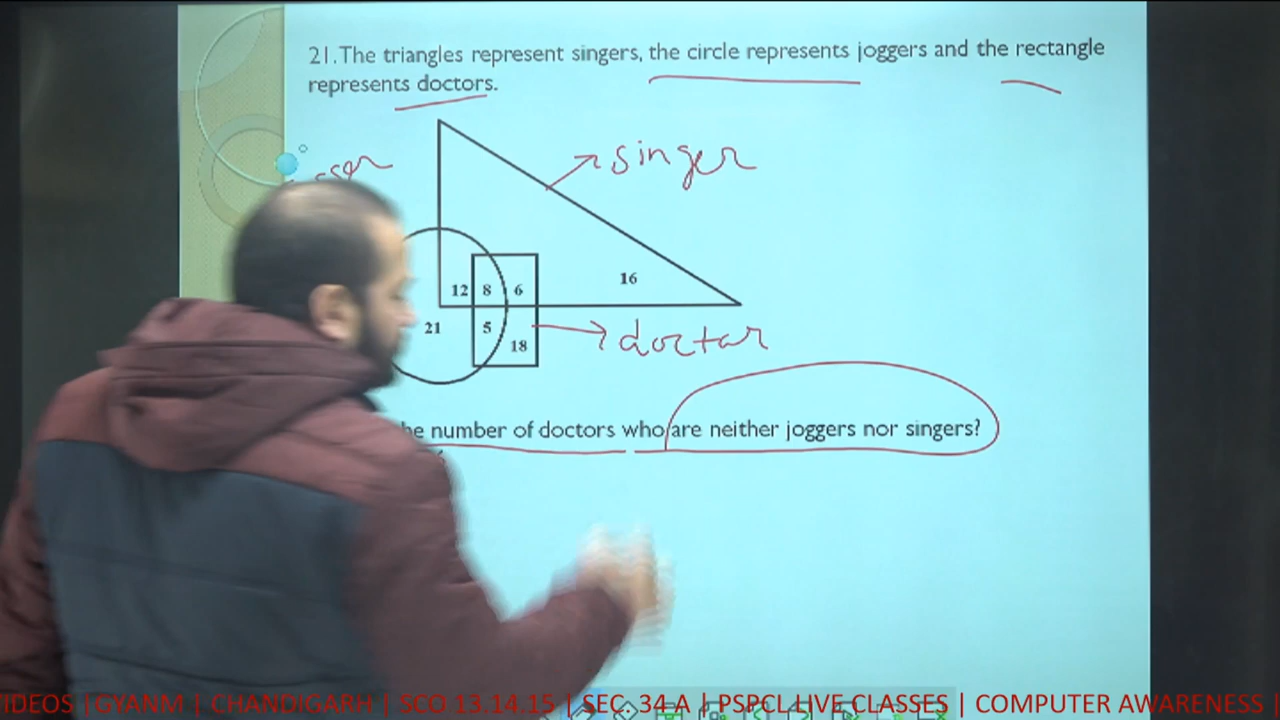 21. The triangles represent singers, the circle represents joggers and the rectangle
represents doctors.
singer
16
12 8 6
21 5
18
doctor
number of doctors who are neither joggers nor singers?
VIDEOS | GYANM | CHANDIGARH | SCO 13.14.15 | SEC. 34-A | PSPCL LIVE CLASSES | COMPUTER AWARENESS